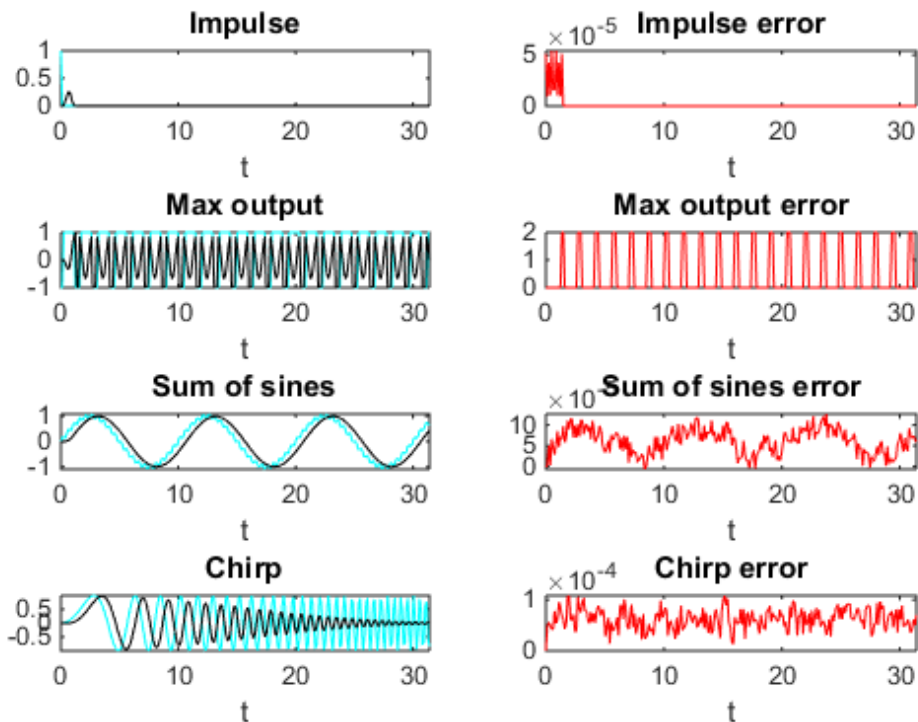 Impulse
1
0.5
0
0 10 20 30
t
Impulse error
×10⁻⁵
5
0
0 10 20 30
t
Max output
1
0
-1
0 10 20 30
t
Max output error
2
1
0
0 10 20 30
t
Sum of sines
1
0
-1
0 10 20 30
t
Sum of sines error
×10⁻
10
5
0
0 10 20 30
t
Chirp
0.5
0
-0.5
0 10 20 30
t
Chirp error
×10⁻⁴
1
0
0 10 20 30
t